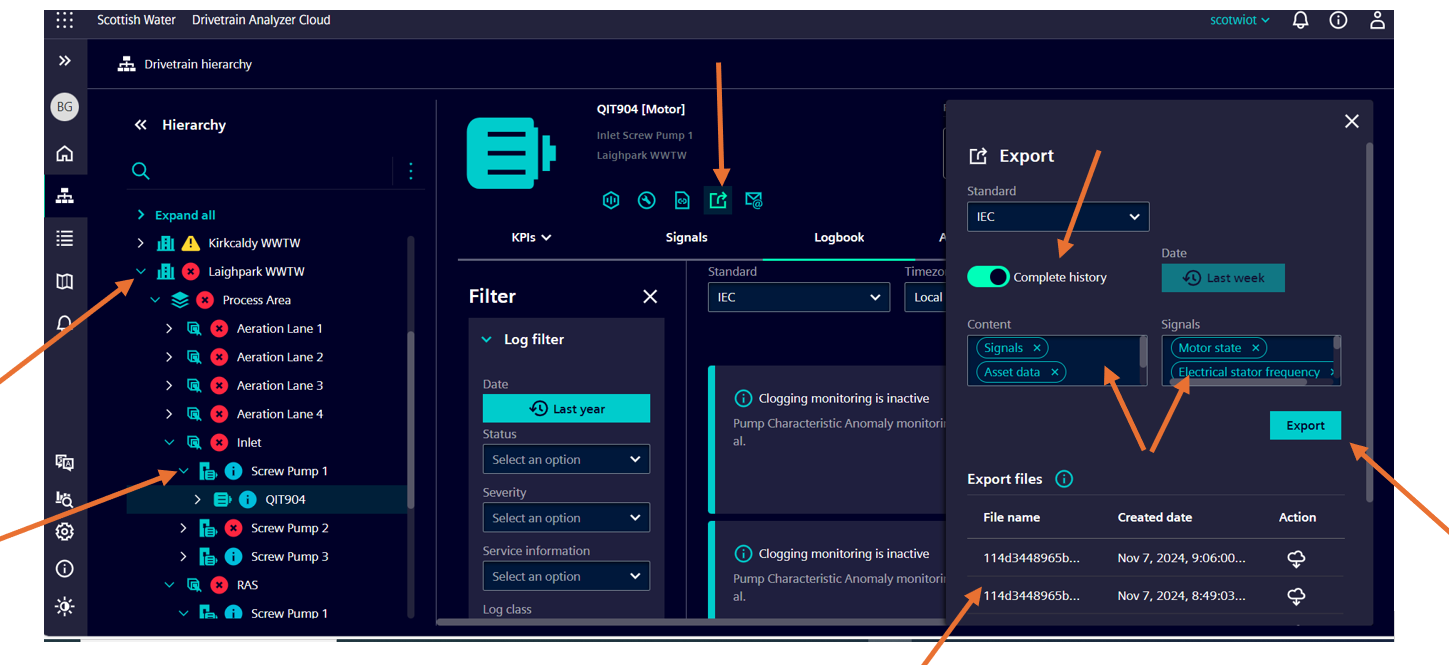 Scottish Water Drivetrain Analyzer Cloud
scotwiot
Drivetrain hierarchy
BG
Hierarchy
Expand all
Kirkcaldy WWTW
Laighpark WWTW
Process Area
Aeration Lane 1
Aeration Lane 2
Aeration Lane 3
Aeration Lane 4
Inlet
Screw Pump 1
QIT904
Screw Pump 2
Screw Pump 3
RAS
Screw Pump 1
QIT904 [Motor]
Inlet Screw Pump 1
Laighpark WWTW
KPIs Signals Logbook A
Filter
Log filter
Date
Last year
Status
Select an option
Severity
Select an option
Service information
Select an option
Log class
Standard Timezo
IEC Local
Clogging monitoring is inactive
Pump Characteristic Anomaly monitori
al.
Clogging monitoring is inactive
Pump Characteristic Anomaly monitori
al.
Export
Standard
IEC
Complete history
Date
Last week
Content
Signals ×
Asset data ×
Signals
Motor state ×
Electrical stator frequency
Export
Export files
File name Created date Action
114d3448965b... Nov 7, 2024, 9:06:00...
114d3448965b... Nov 7, 2024, 8:49:03...